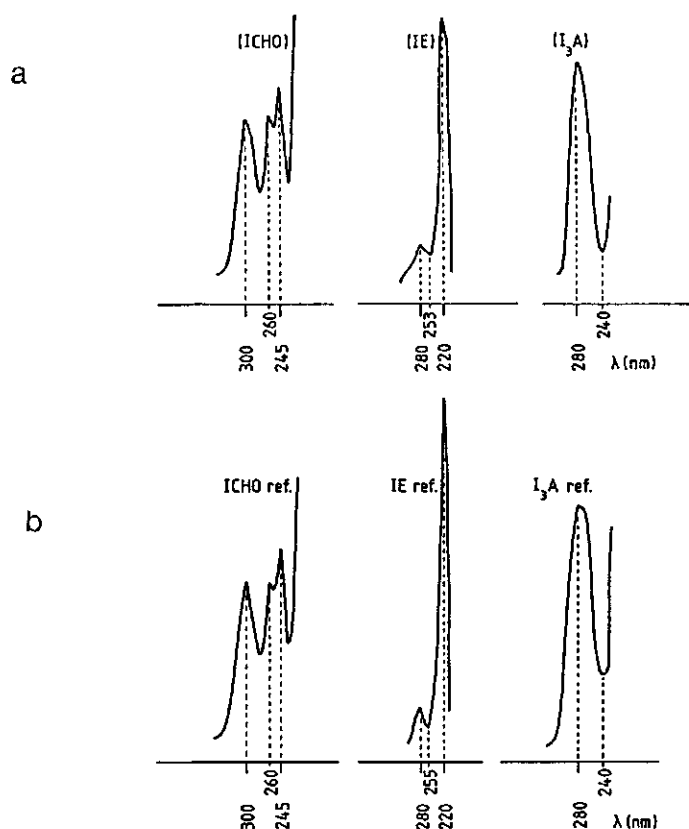 a
(ICHO) (IE) (I₃A)
300 260 245 280 253 220 280 240 λ(nm)
b
ICHO ref. IE ref. I₃A ref.
300 260 245 280 255 220 280 240 λ(nm)